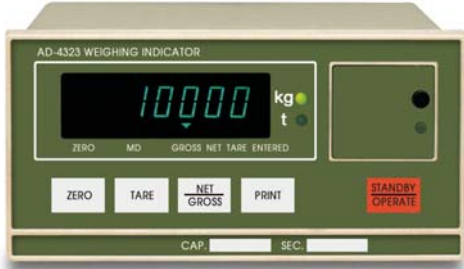 AD-4323 WEIGHING INDICATOR
10000
kg
t
ZERO MD GROSS NET TARE ENTERED
ZERO
TARE
NET
GROSS
PRINT
STANDBY
OPERATE
CAP. SEC.